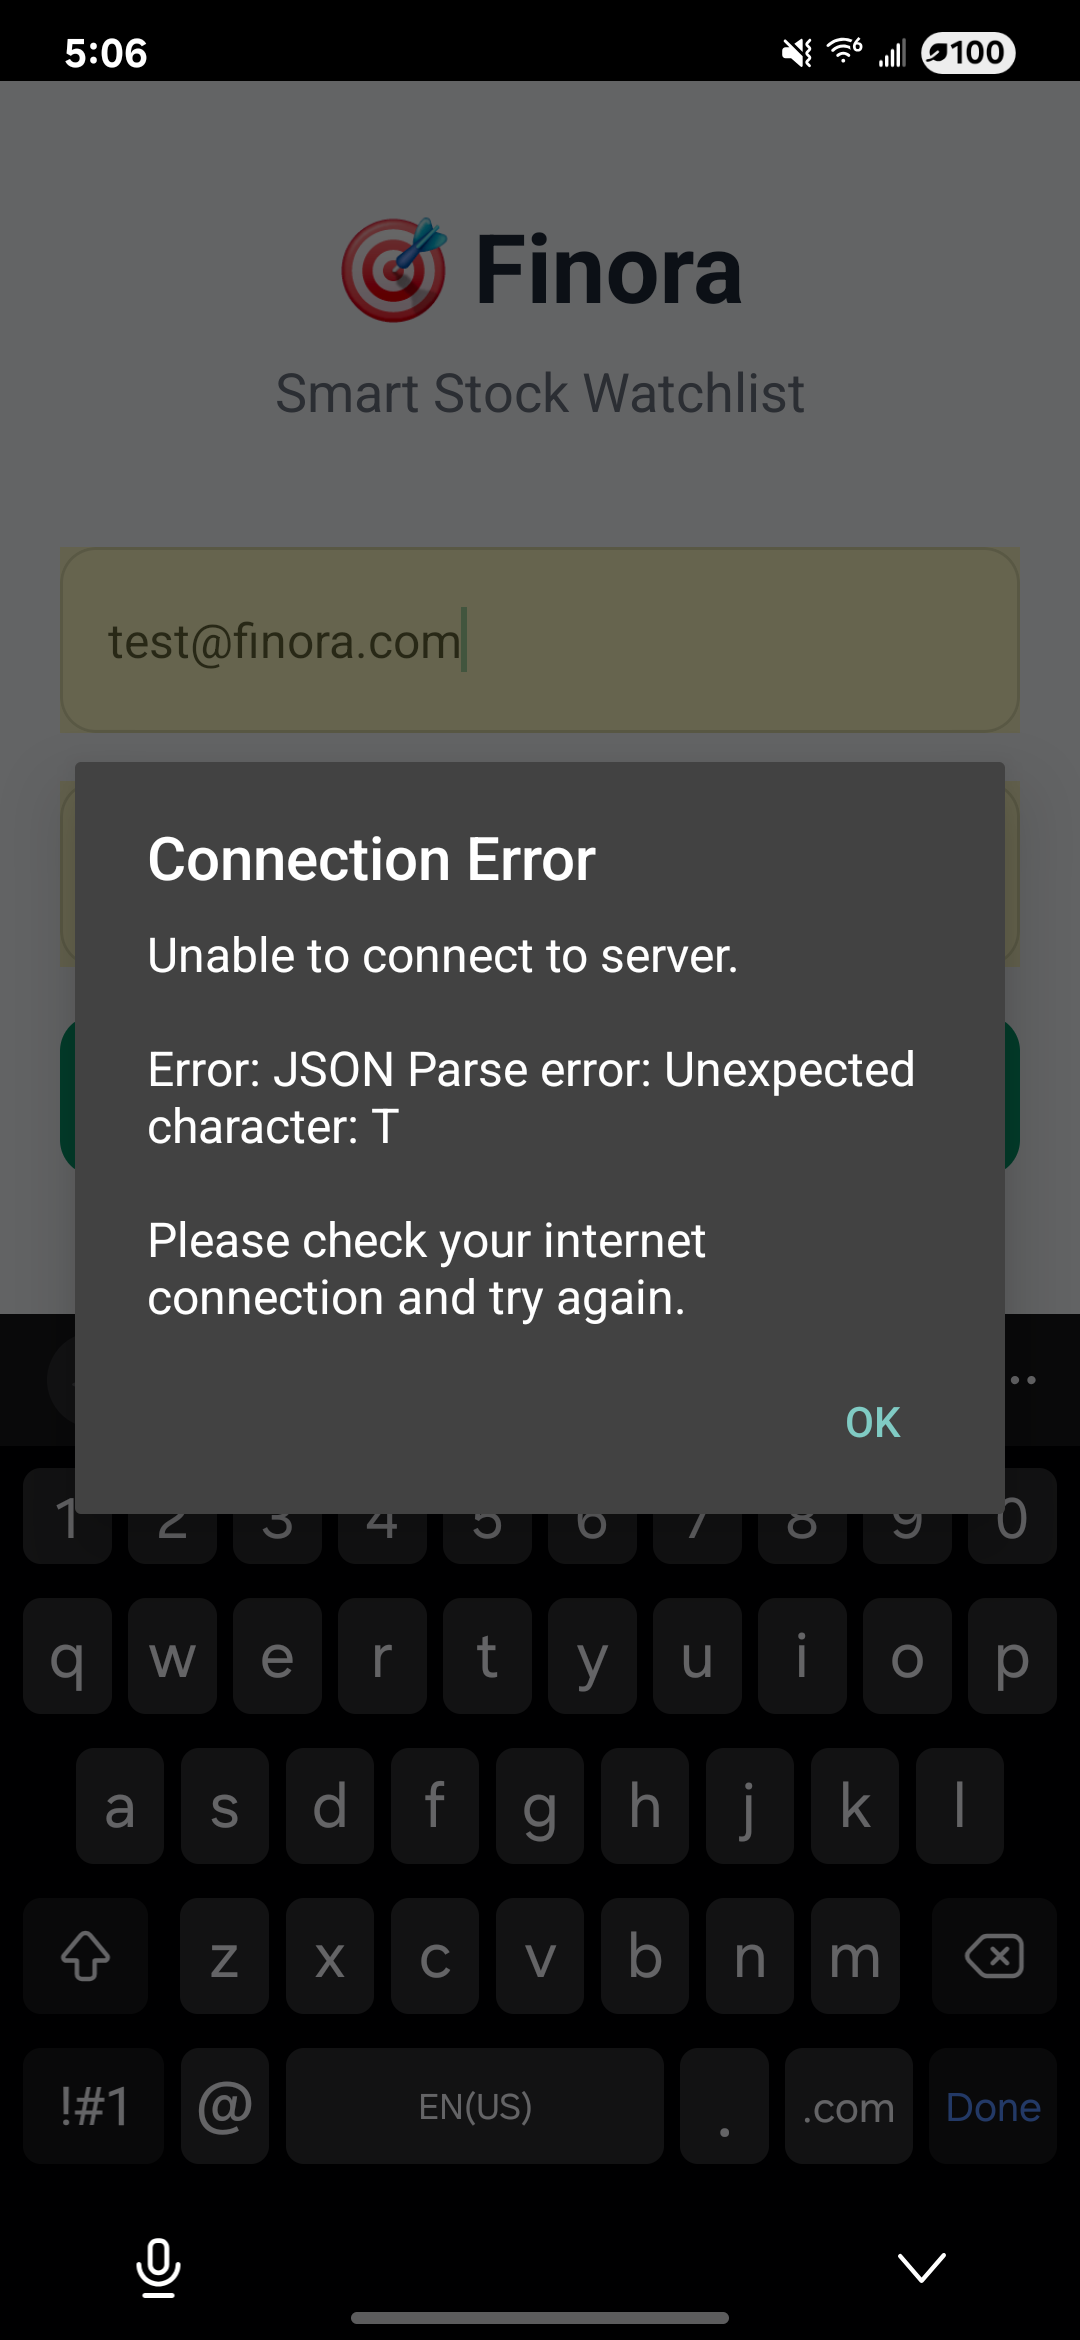 5:06
6
100
Finora
Smart Stock Watchlist
test@finora.com
Connection Error
Unable to connect to server.
Error: JSON Parse error: Unexpected
character: T
Please check your internet
connection and try again.
OK
1 2 3 4 5 6 7 8 9 0
q w e r t y u i o p
a s d f g h j k l
z x c v b n m
!#1 @ EN(US) . .com Done